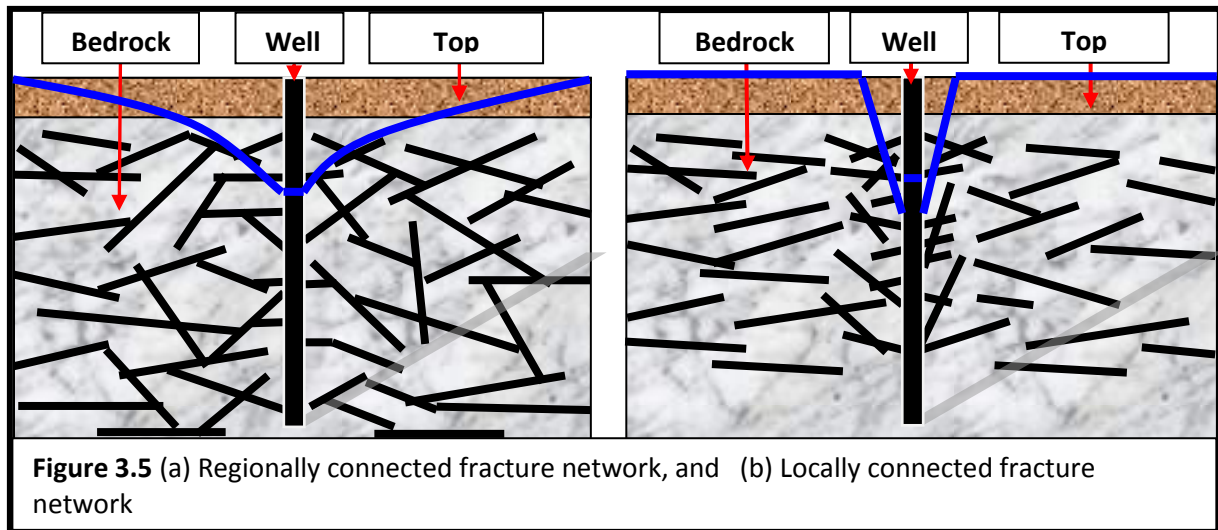 Bedrock Well Top Bedrock Well Top
Figure 3.5 (a) Regionally connected fracture network, and (b) Locally connected fracture
network